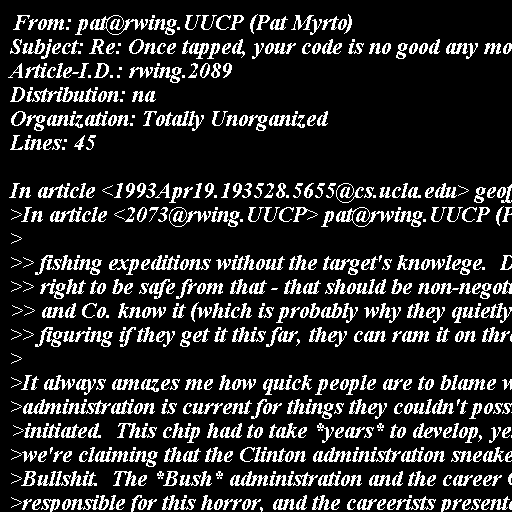 From: pat@rwing.UUCP (Pat Myrto)
Subject: Re: Once tapped, your code is no good any mo
Article-I.D.: rwing.2089
Distribution: na
Organization: Totally Unorganized
Lines: 45

In article <1993Apr19.193528.5655@cs.ucla.edu> geoff
>In article <2073@rwing.UUCP> pat@rwing.UUCP (P
>
>> fishing expeditions without the target's knowlege.  D
>> right to be safe from that - that should be non-negoti
>> and Co. know it (which is probably why they quietly
>> figuring if they get it this far, they can ram it on thro
>
>It always amazes me how quick people are to blame w
>administration is current for things they couldn't poss
>initiated.  This chip had to take *years* to develop, ye
>we're claiming that the Clinton administration sneake
>Bullshit.  The *Bush* administration and the career
>responsible for this horror, and the careerists presente